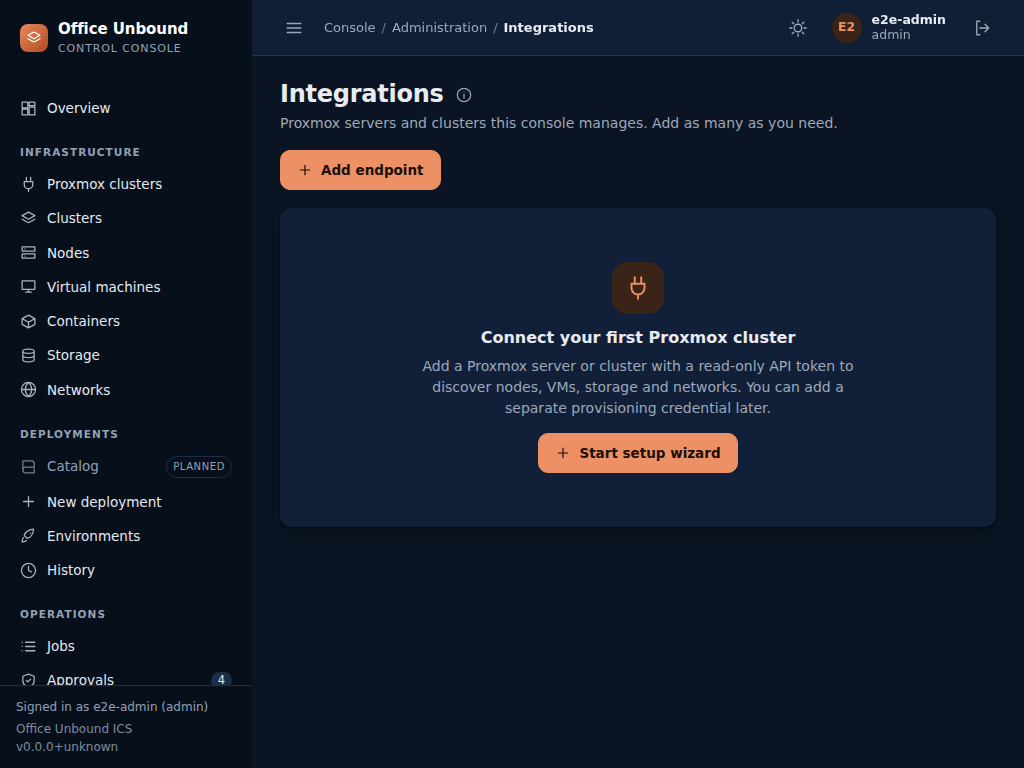 Office Unbound
CONTROL CONSOLE
Overview
INFRASTRUCTURE
Proxmox clusters
Clusters
Nodes
Virtual machines
Containers
Storage
Networks
DEPLOYMENTS
Catalog PLANNED
New deployment
Environments
History
OPERATIONS
Jobs
Approvals 4
Signed in as e2e-admin (admin)
Office Unbound ICS
v0.0.0+unknown
Console / Administration / Integrations
E2
e2e-admin
admin
Integrations
Proxmox servers and clusters this console manages. Add as many as you need.
Add endpoint
Connect your first Proxmox cluster
Add a Proxmox server or cluster with a read-only API token to
discover nodes, VMs, storage and networks. You can add a
separate provisioning credential later.
Start setup wizard